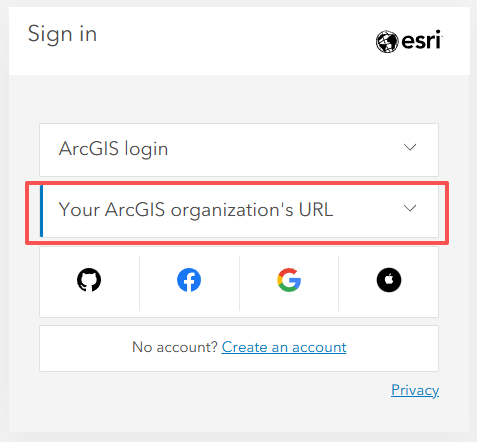 Sign in
esri
ArcGIS login
Your ArcGIS organization's URL
No account? Create an account
Privacy